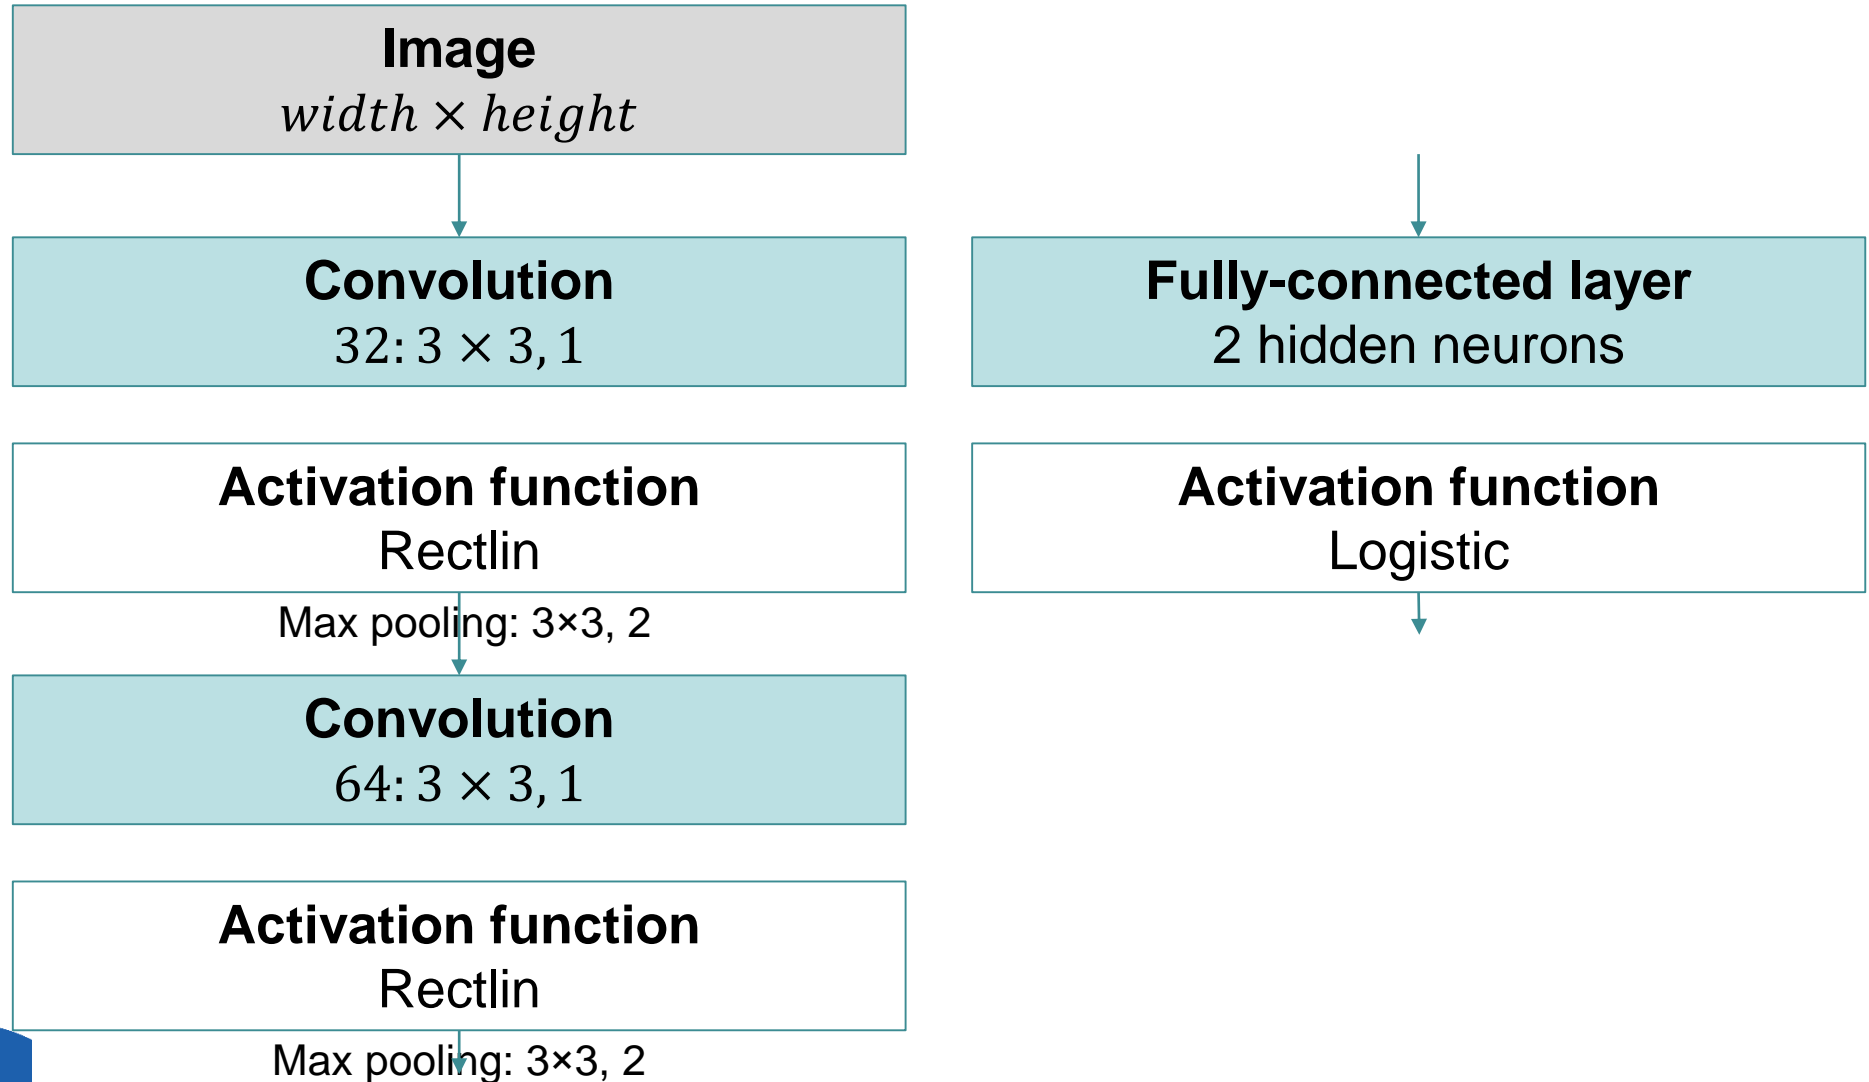 Image
width × height
Convolution
32: 3 × 3, 1
Activation function
Rectlin
Max pooling: 3×3, 2
Convolution
64: 3 × 3, 1
Activation function
Rectlin
Max pooling: 3×3, 2
Fully-connected layer
2 hidden neurons
Activation function
Logistic